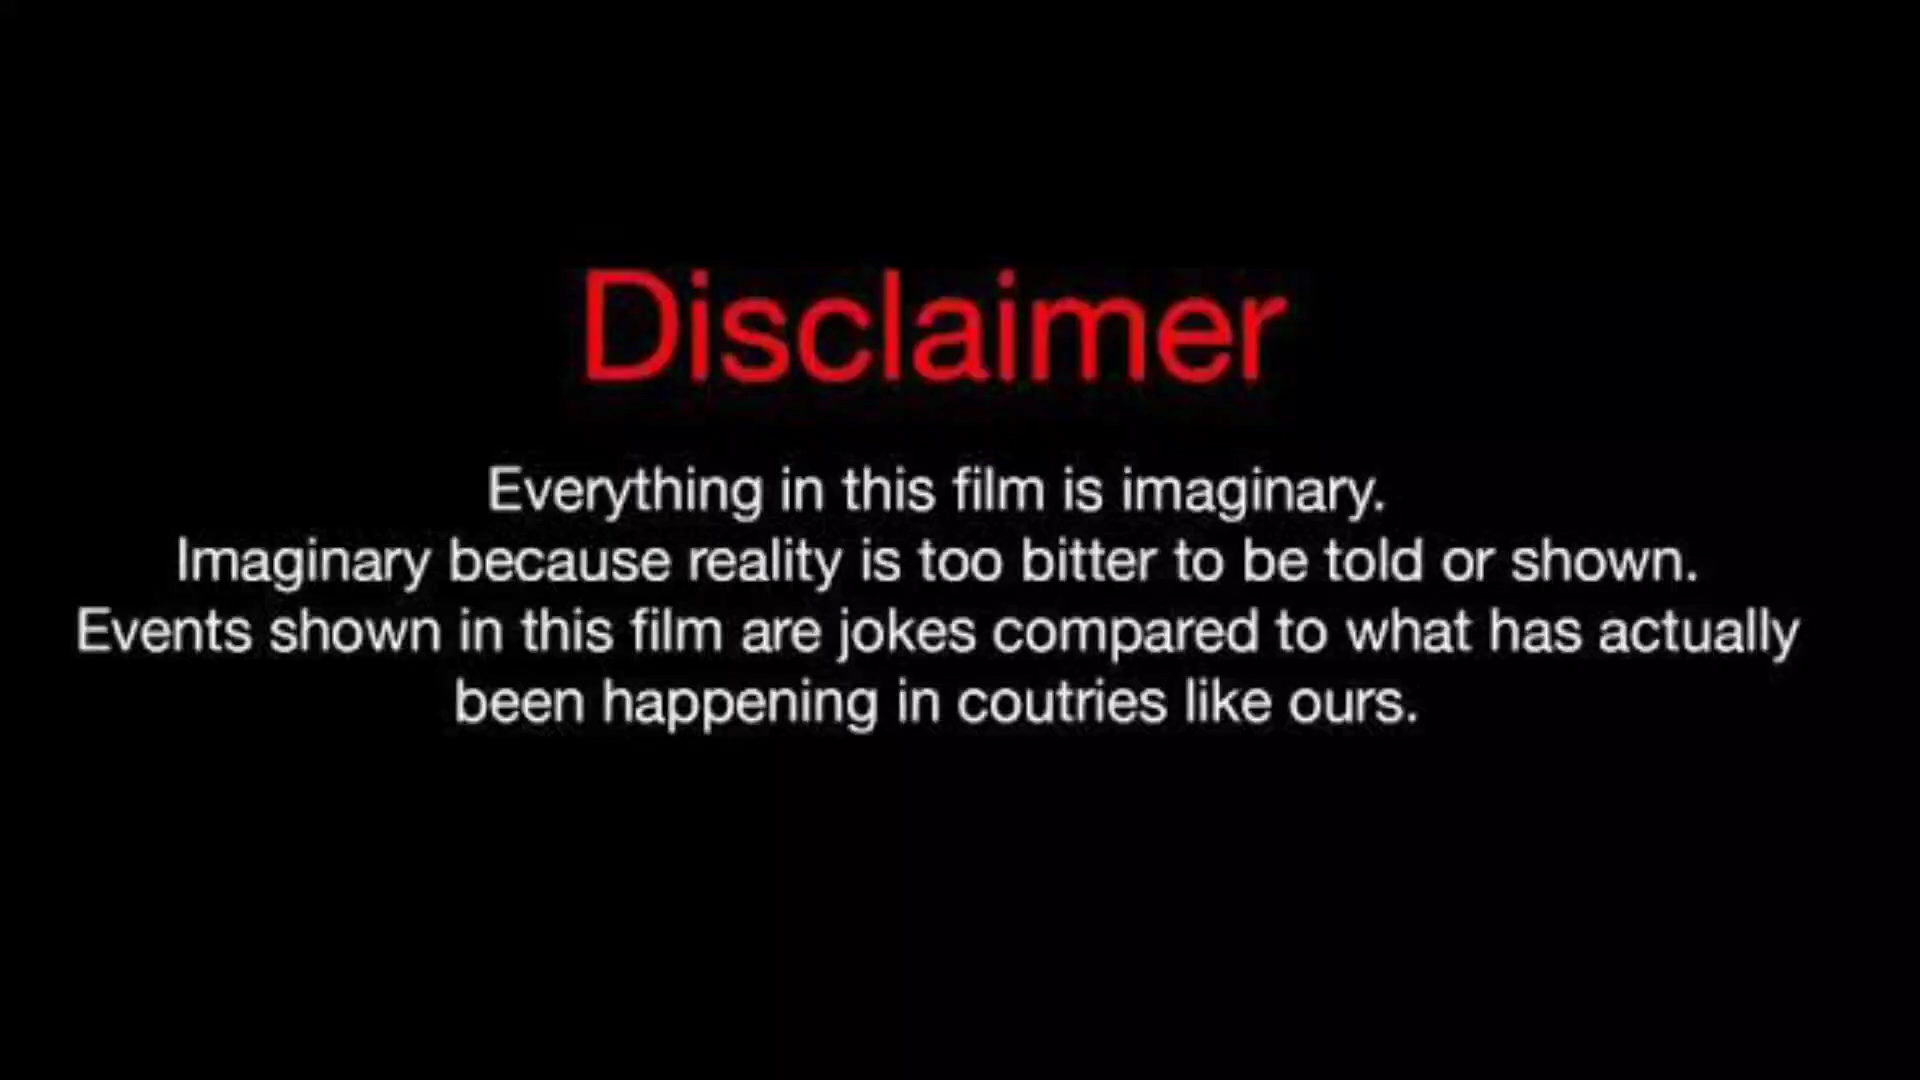 Disclaimer
Everything in this film is imaginary.
Imaginary because reality is too bitter to be told or shown.
Events shown in this film are jokes compared to what has actually
been happening in coutries like ours.